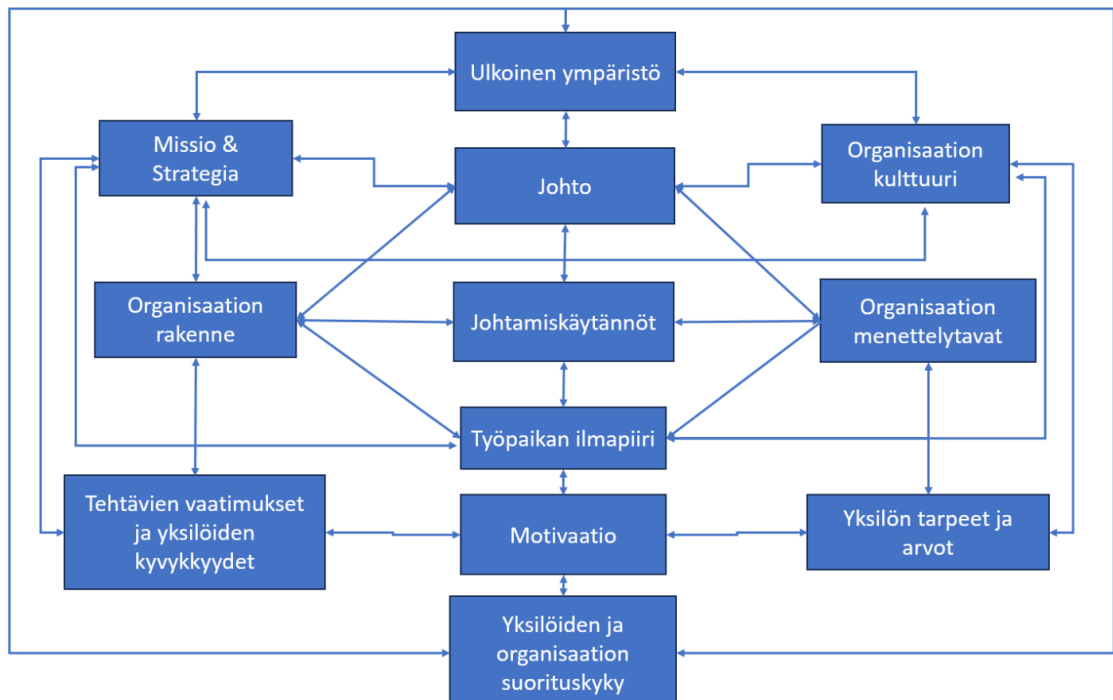 Ulkoinen ympäristö
Missio &
Strategia
Johto
Organisaation
kulttuuri
Organisaation
rakenne
Johtamiskäytännöt
Organisaation
menettelytavat
Työpaikan ilmapiiri
Tehtävien vaatimukset
ja yksilöiden
kyvykkyydet
Motivaatio
Yksilön tarpeet ja
arvot
Yksilöiden ja
organisaation
suorituskyky